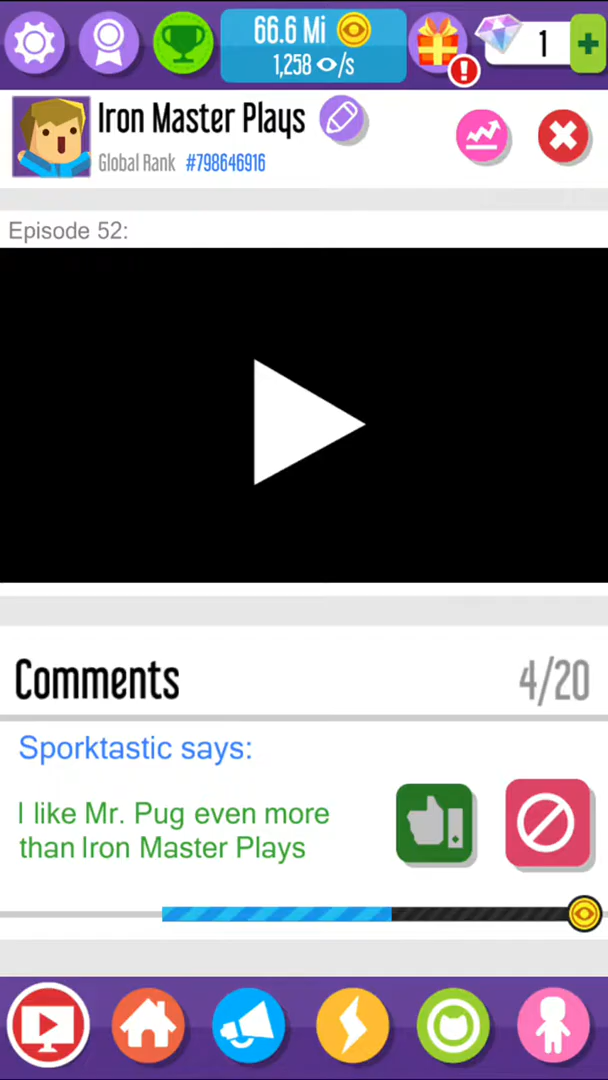 66.6 Mi
1,258 /s
1
Iron Master Plays
Global Rank #798646916
Episode 52:
Comments 4/20
Sporktastic says:
I like Mr. Pug even more
than Iron Master Plays